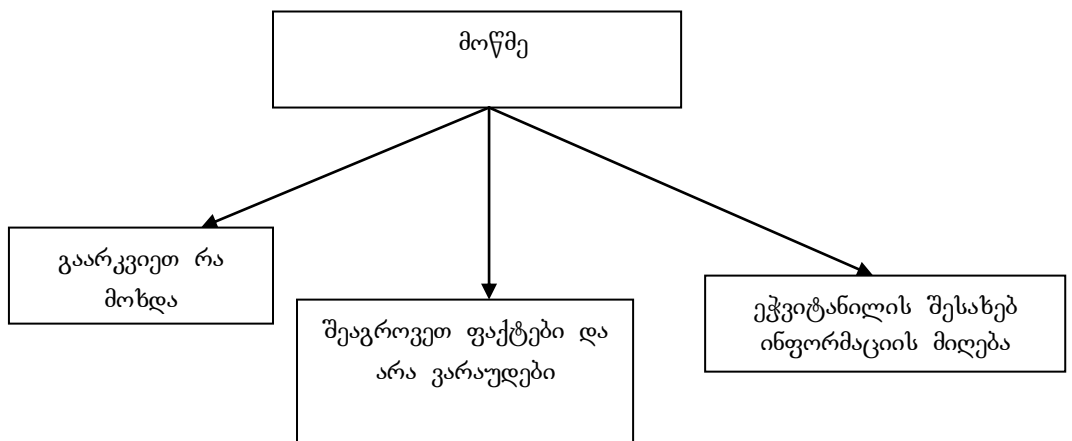 მოწმე
გაარკვიეთ რა
მოხდა
შეაგროვეთ ფაქტები და
არა ვარაუდები
ეჭვიტანილის შესახებ
ინფორმაციის მიღება